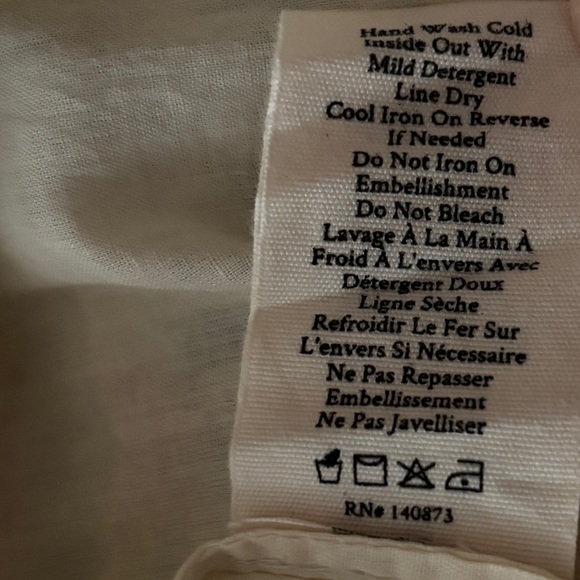 Hand Wash Cold
Inside Out With
Mild Detergent
Line Dry
Cool Iron On Reverse
If Needed
Do Not Iron On
Embellishment
Do Not Bleach
Lavage À La Main À
Froid À L'envers Avec
Détergent Doux
Ligne Sèche
Refroidir Le Fer Sur
L'envers Si Nécessaire
Ne Pas Repasser
Embellissement
Ne Pas Javelliser
RN# 140873